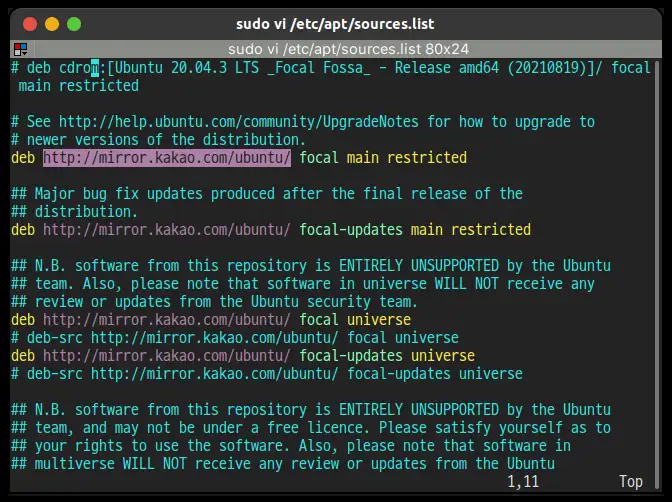 sudo vi /etc/apt/sources.list
sudo vi /etc/apt/sources.list 80x24
# deb cdrom:[Ubuntu 20.04.3 LTS _Focal Fossa_ - Release amd64 (20210819)]/ focal
 main restricted
# See http://help.ubuntu.com/community/UpgradeNotes for how to upgrade to
# newer versions of the distribution.
deb http://mirror.kakao.com/ubuntu/ focal main restricted
## Major bug fix updates produced after the final release of the
## distribution.
deb http://mirror.kakao.com/ubuntu/ focal-updates main restricted
## N.B. software from this repository is ENTIRELY UNSUPPORTED by the Ubuntu
## team. Also, please note that software in universe WILL NOT receive any
## review or updates from the Ubuntu security team.
deb http://mirror.kakao.com/ubuntu/ focal universe
# deb-src http://mirror.kakao.com/ubuntu/ focal universe
deb http://mirror.kakao.com/ubuntu/ focal-updates universe
# deb-src http://mirror.kakao.com/ubuntu/ focal-updates universe
## N.B. software from this repository is ENTIRELY UNSUPPORTED by the Ubuntu
## team, and may not be under a free licence. Please satisfy yourself as to
## your rights to use the software. Also, please note that software in
## multiverse WILL NOT receive any review or updates from the Ubuntu
1,11 Top